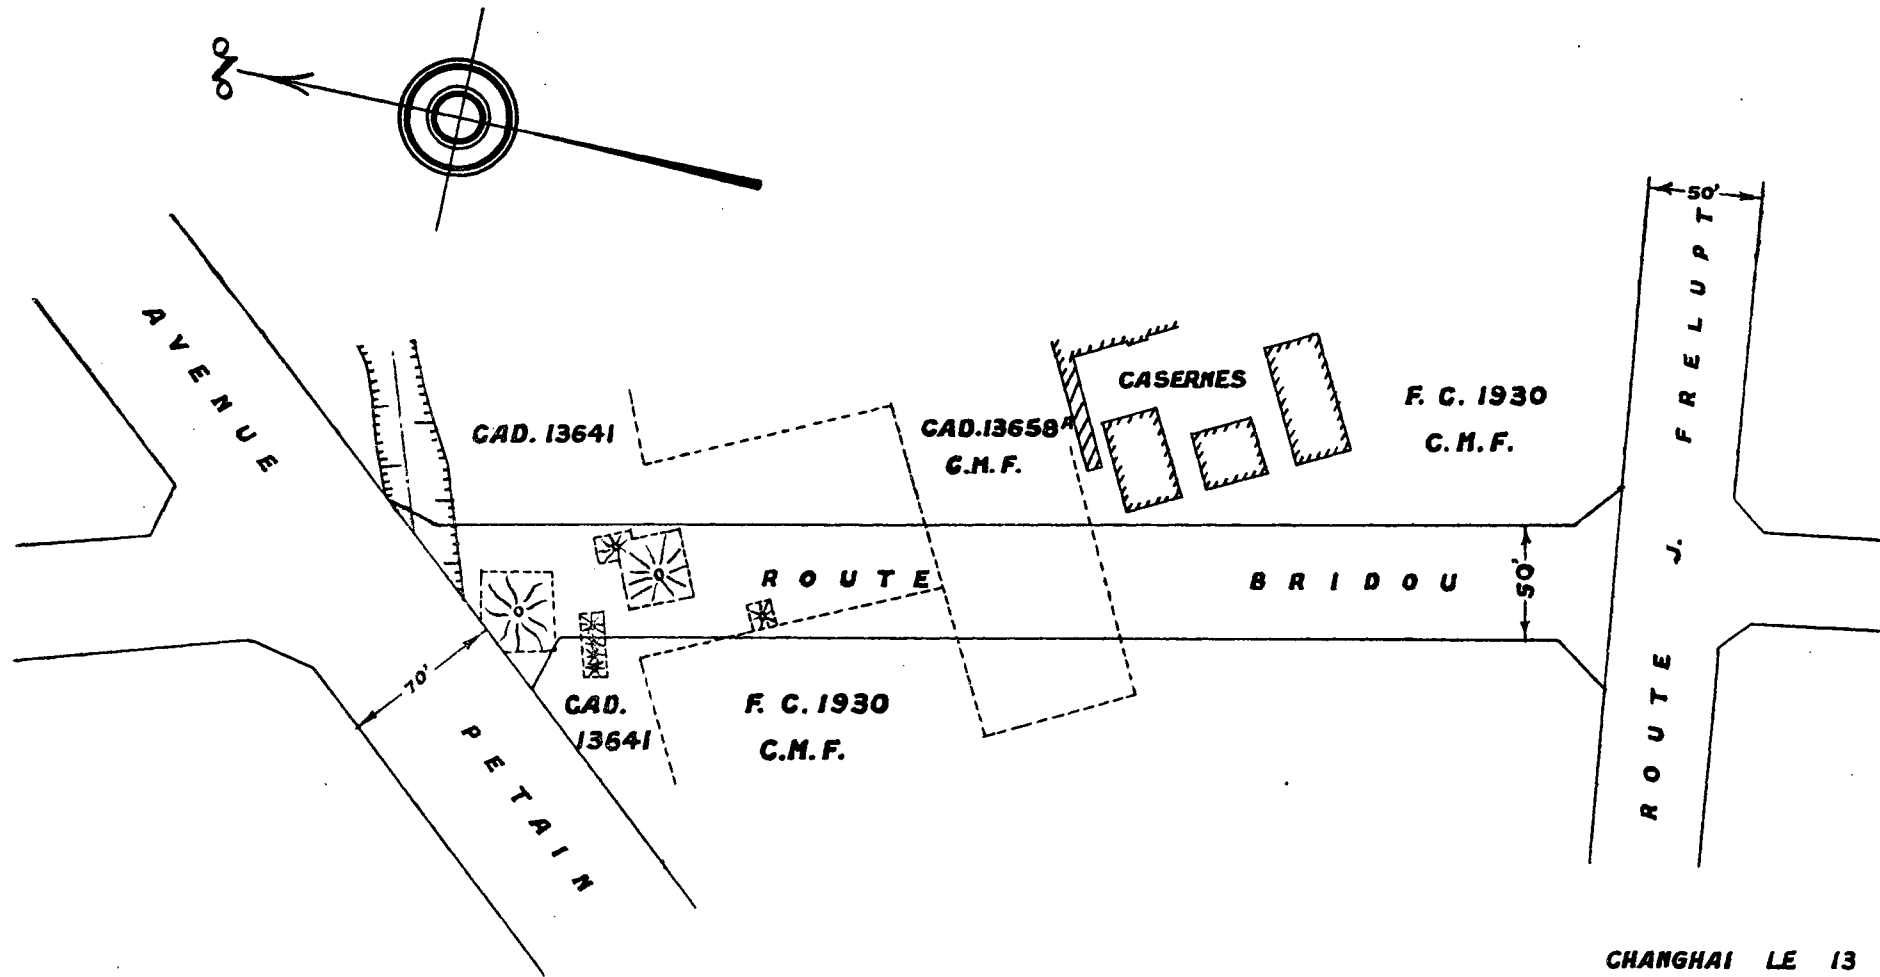 N
50'
AVENUE PETAIN
ROUTE J. FRELUPT
CASERNES
F. C. 1930
C. M. F.
CAD. 13641
CAD. 13658A
C.M.F.
ROUTE BRIDOU
50'
70'
CAD.
13641
F. C. 1930
C.M.F.
CHANGHAI LE 13